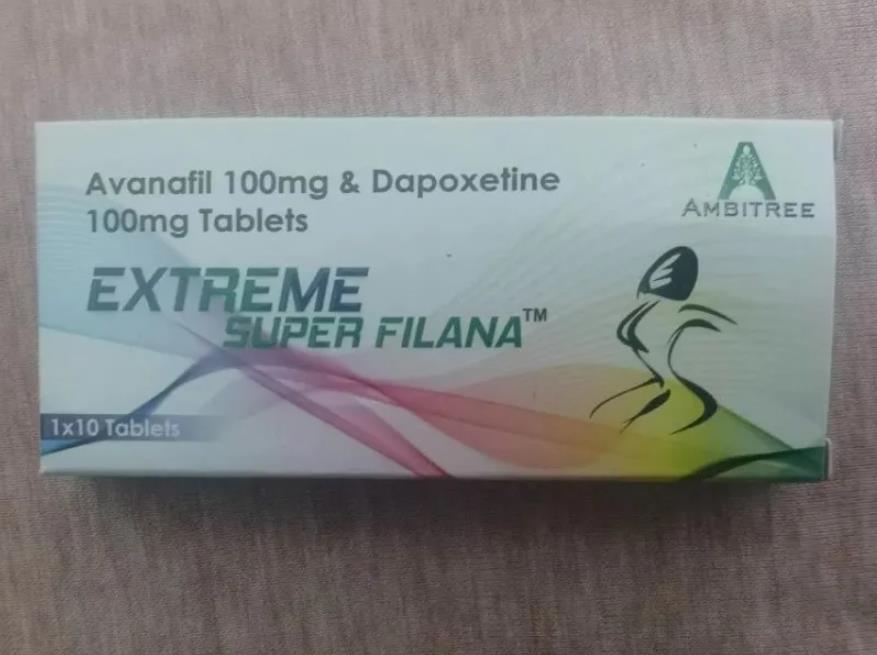 Avanafil 100mg & Dapoxetine
100mg Tablets
AMBITREE
EXTREME
SUPER FILANA™
1x10 Tablets